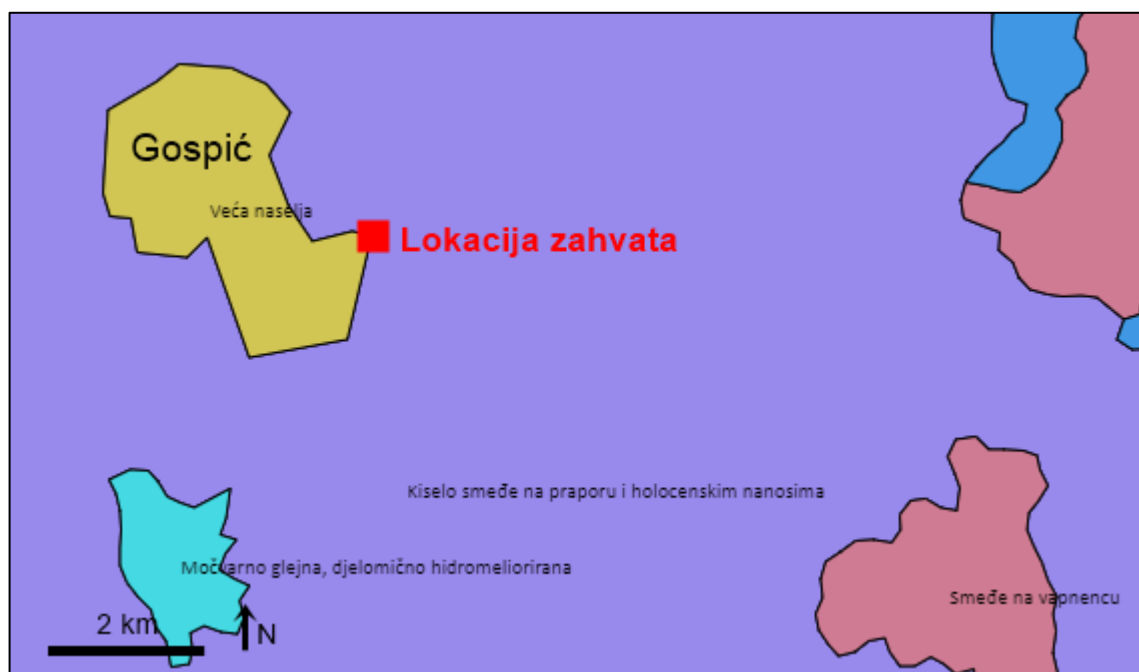 Gospić
Veća naselja
Lokacija zahvata
Kiselo smeđe na praporu i holocenskim nanosima
Močvarno glejna, djelomično hidromeliorirana
Smeđe na vapnencu
2 km
N